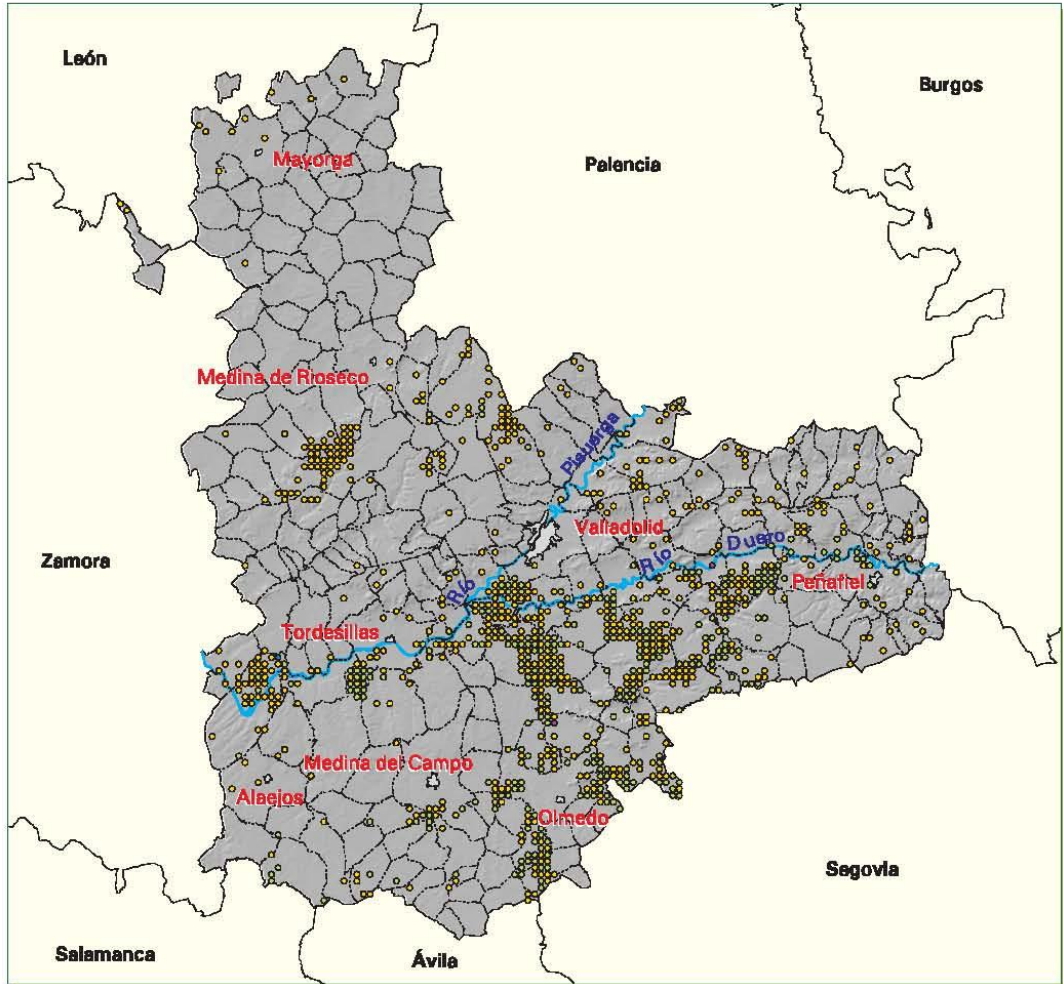 León
Burgos
Palencia
Mayorga
Medina de Rioseco
Pisuerga
Valladolid
Zamora
Río
Duero
Río
Peñafiel
Tordesillas
Medina del Campo
Alaejos
Olmedo
Segovia
Salamanca
Ávila